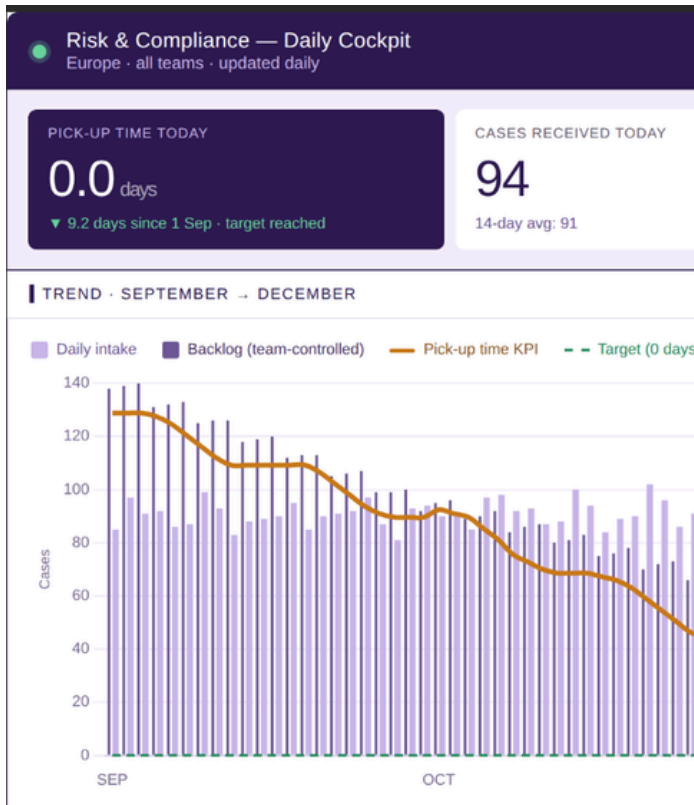 Risk & Compliance — Daily Cockpit
Europe · all teams · updated daily
PICK-UP TIME TODAY
0.0 days
▼ 9.2 days since 1 Sep · target reached
CASES RECEIVED TODAY
94
14-day avg: 91
TREND · SEPTEMBER → DECEMBER
Daily intake
Backlog (team-controlled)
Pick-up time KPI
Target (0 days
140
120
100
80
60
40
20
0
Cases
SEP
OCT